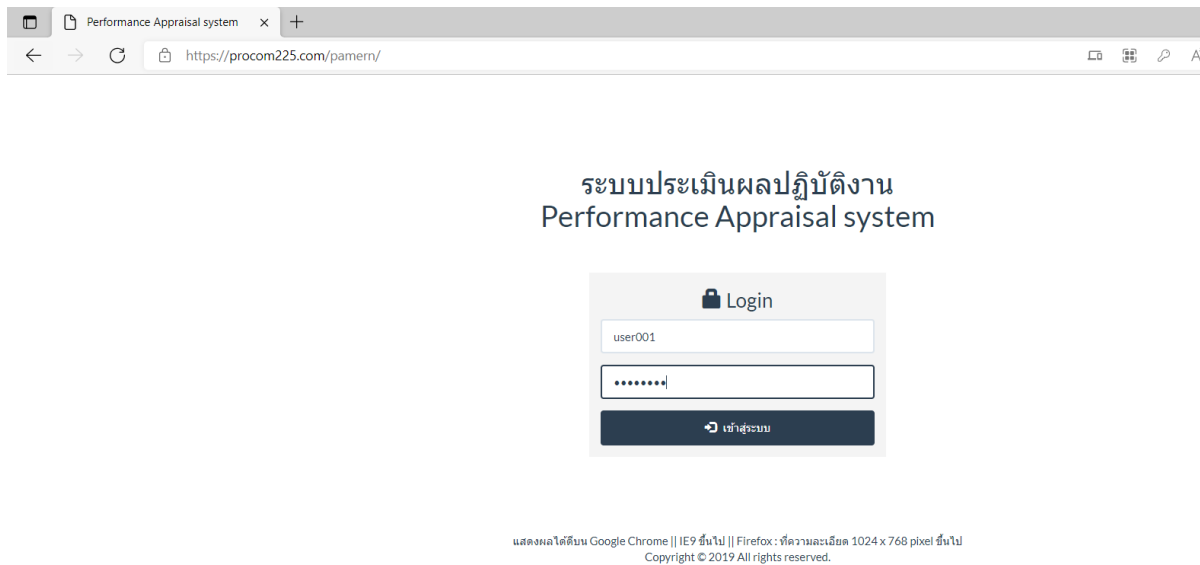 Performance Appraisal system
https://procom225.com/pamern/
ระบบประเมินผลปฏิบัติงาน
Performance Appraisal system
Login
user001
••••••••
เข้าสู่ระบบ
แสดงผลได้ดีบน Google Chrome || IE9 ขึ้นไป || Firefox : ที่ความละเอียด 1024 x 768 pixel ขึ้นไป
Copyright © 2019 All rights reserved.